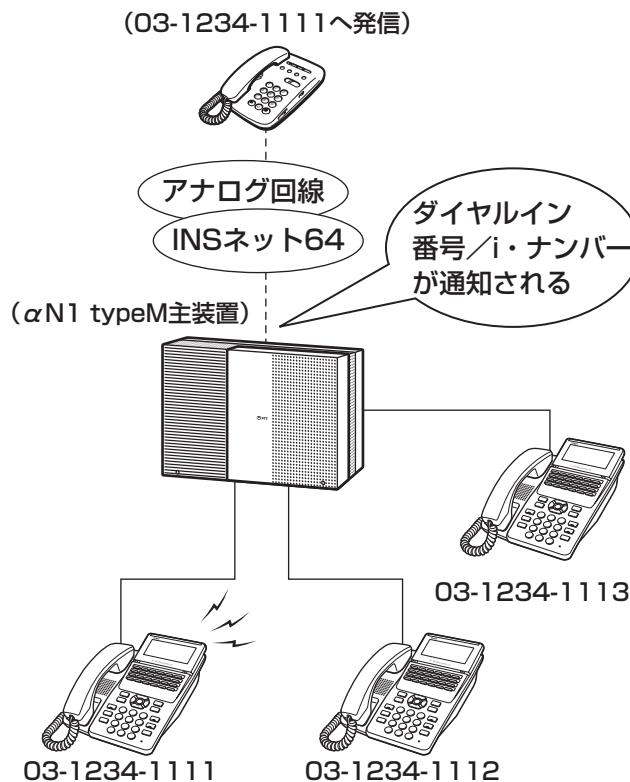 （03-1234-1111へ発信）
アナログ回線
INSネット64
ダイヤルイン
番号／i・ナンバー
が通知される
（αN1 typeM主装置）
03-1234-1113
03-1234-1111
03-1234-1112